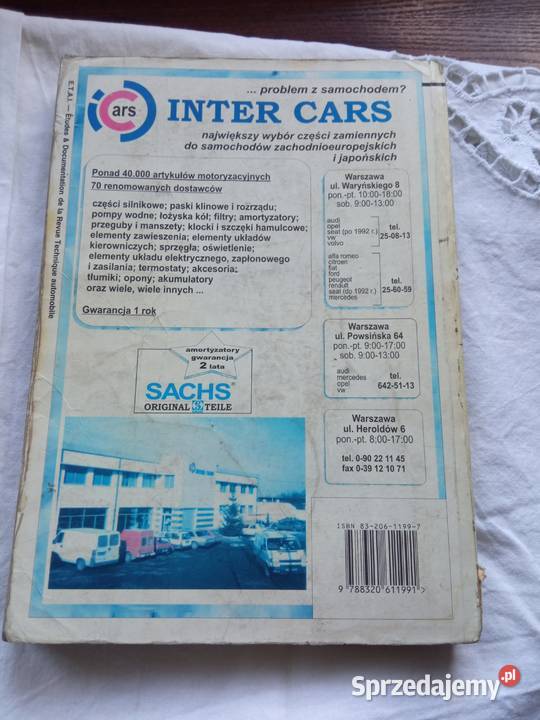 E.T.A.I. — Études & Documentation de la Revue Technique automobile
... problem z samochodem?
Cars
INTER CARS
największy wybór części zamiennych
do samochodów zachodnioeuropejskich
i japońskich
Ponad 40.000 artykułów motoryzacyjnych
70 renomowanych dostawców
części silnikowe; paski klinowe i rozrządu;
pompy wodne; łożyska kół; filtry; amortyzatory;
przeguby i manszety; klocki i szczęki hamulcowe;
elementy zawieszenia; elementy układów
kierowniczych; sprzęgła; oświetlenie;
elementy układu elektrycznego, zapłonowego
i zasilania; termostaty; akcesoria;
tłumiki; opony; akumulatory
oraz wiele, wiele innych ...
Gwarancja 1 rok
Warszawa
ul. Waryńskiego 8
pon.-pt. 10:00-18:00
sob. 9:00-13:00
audi
opel
seat (po 1992 r.)
vw
volvo
tel.
25-08-13
alfa romeo
citroen
fiat
ford
peugeot
renault
seat (do 1992 r.)
mercedes
tel.
25-60-59
Warszawa
ul. Powsińska 64
pon.-pt. 9:00-17:00
sob. 9:00-13:00
audi
mercedes
opel
vw
tel.
642-51-13
Warszawa
ul. Heroldów 6
pon.-pt. 8:00-17:00
tel. 0-90 22 11 45
fax 0-39 12 10 71
amortyzatory
gwarancja
2 lata
SACHS
ORIGINAL TEILE
ISBN 83-206-1199-7
9 788320 611991 >
Sprzedajemy.pl